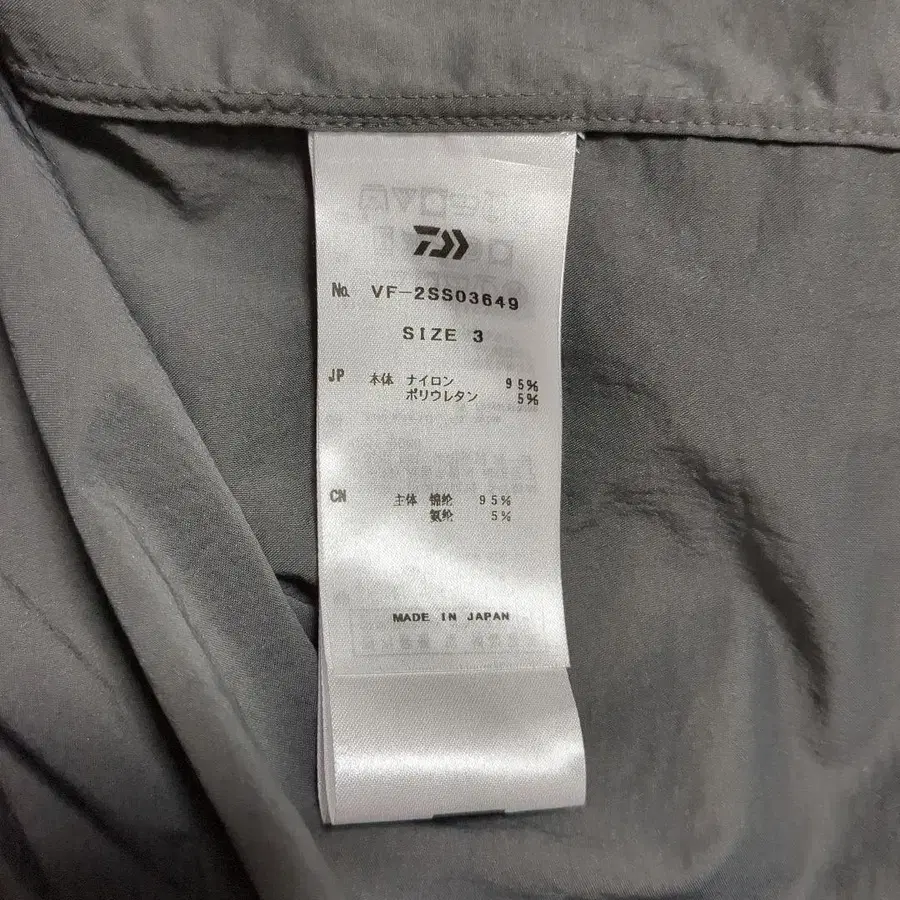 No. VF-2SS03649
SIZE 3
JP 本体 ナイロン 95%
ポリウレタン 5%
CN 主体 锦纶 95%
氨纶 5%
MADE IN JAPAN